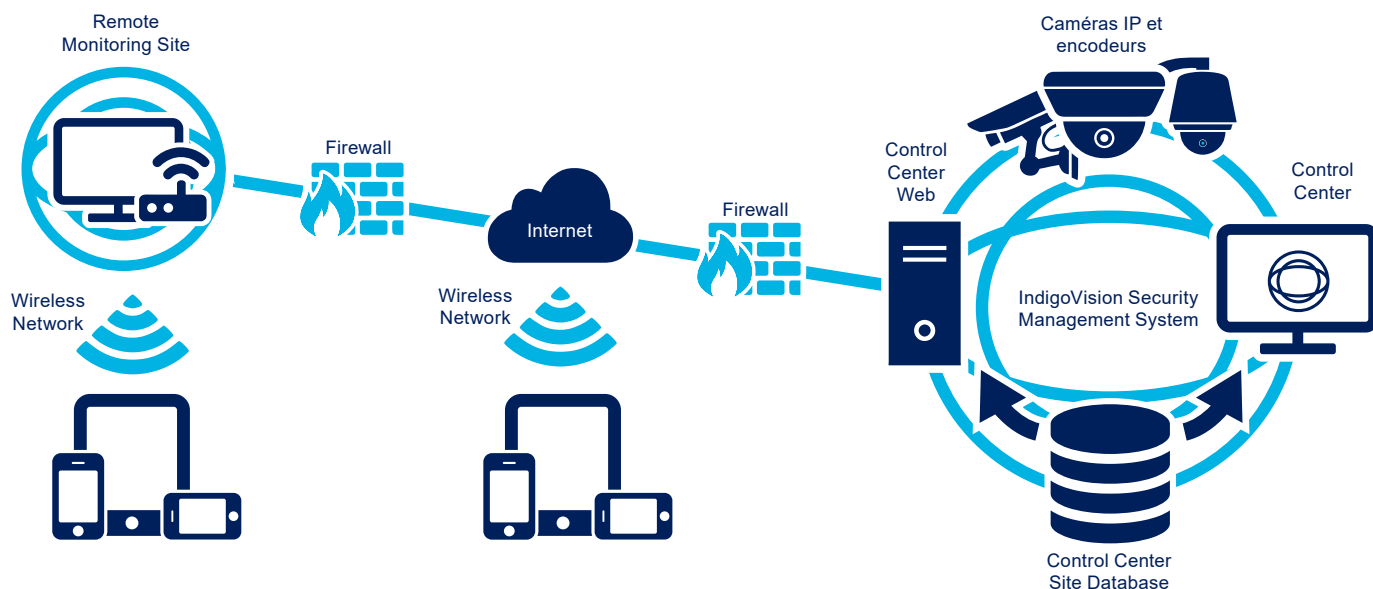 Remote
Monitoring Site
Firewall
Internet
Firewall
Wireless
Network
Wireless
Network
Caméras IP et
encodeurs
Control
Center
Web
Control
Center
IndigoVision Security
Management System
Control Center
Site Database